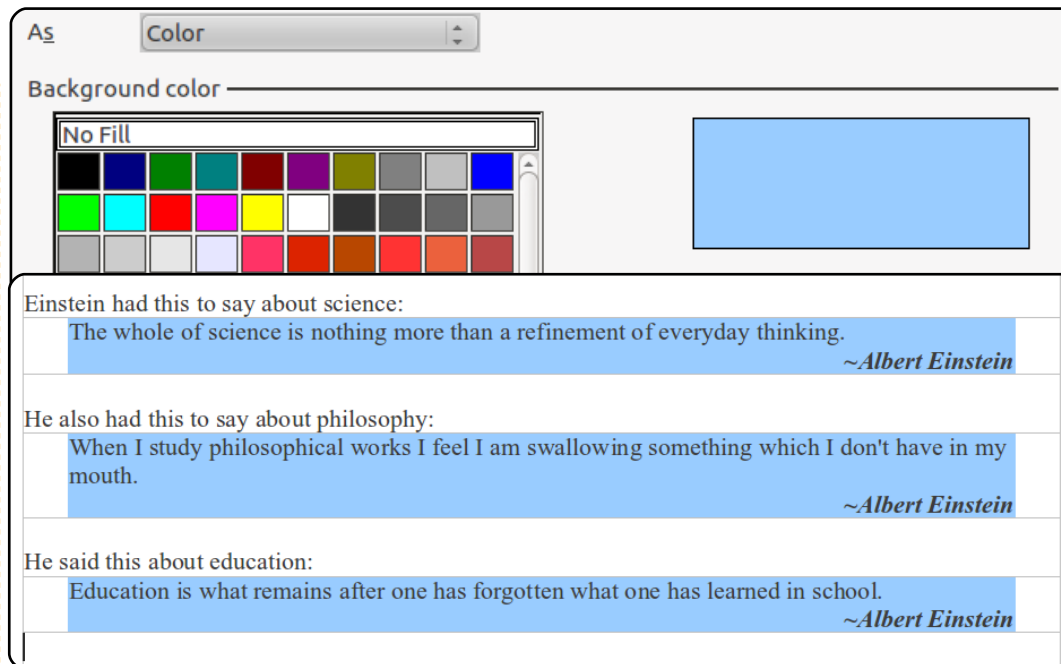 As Color
Background color
No Fill
Einstein had this to say about science:
The whole of science is nothing more than a refinement of everyday thinking.
~Albert Einstein
He also had this to say about philosophy:
When I study philosophical works I feel I am swallowing something which I don't have in my
mouth.
~Albert Einstein
He said this about education:
Education is what remains after one has forgotten what one has learned in school.
~Albert Einstein